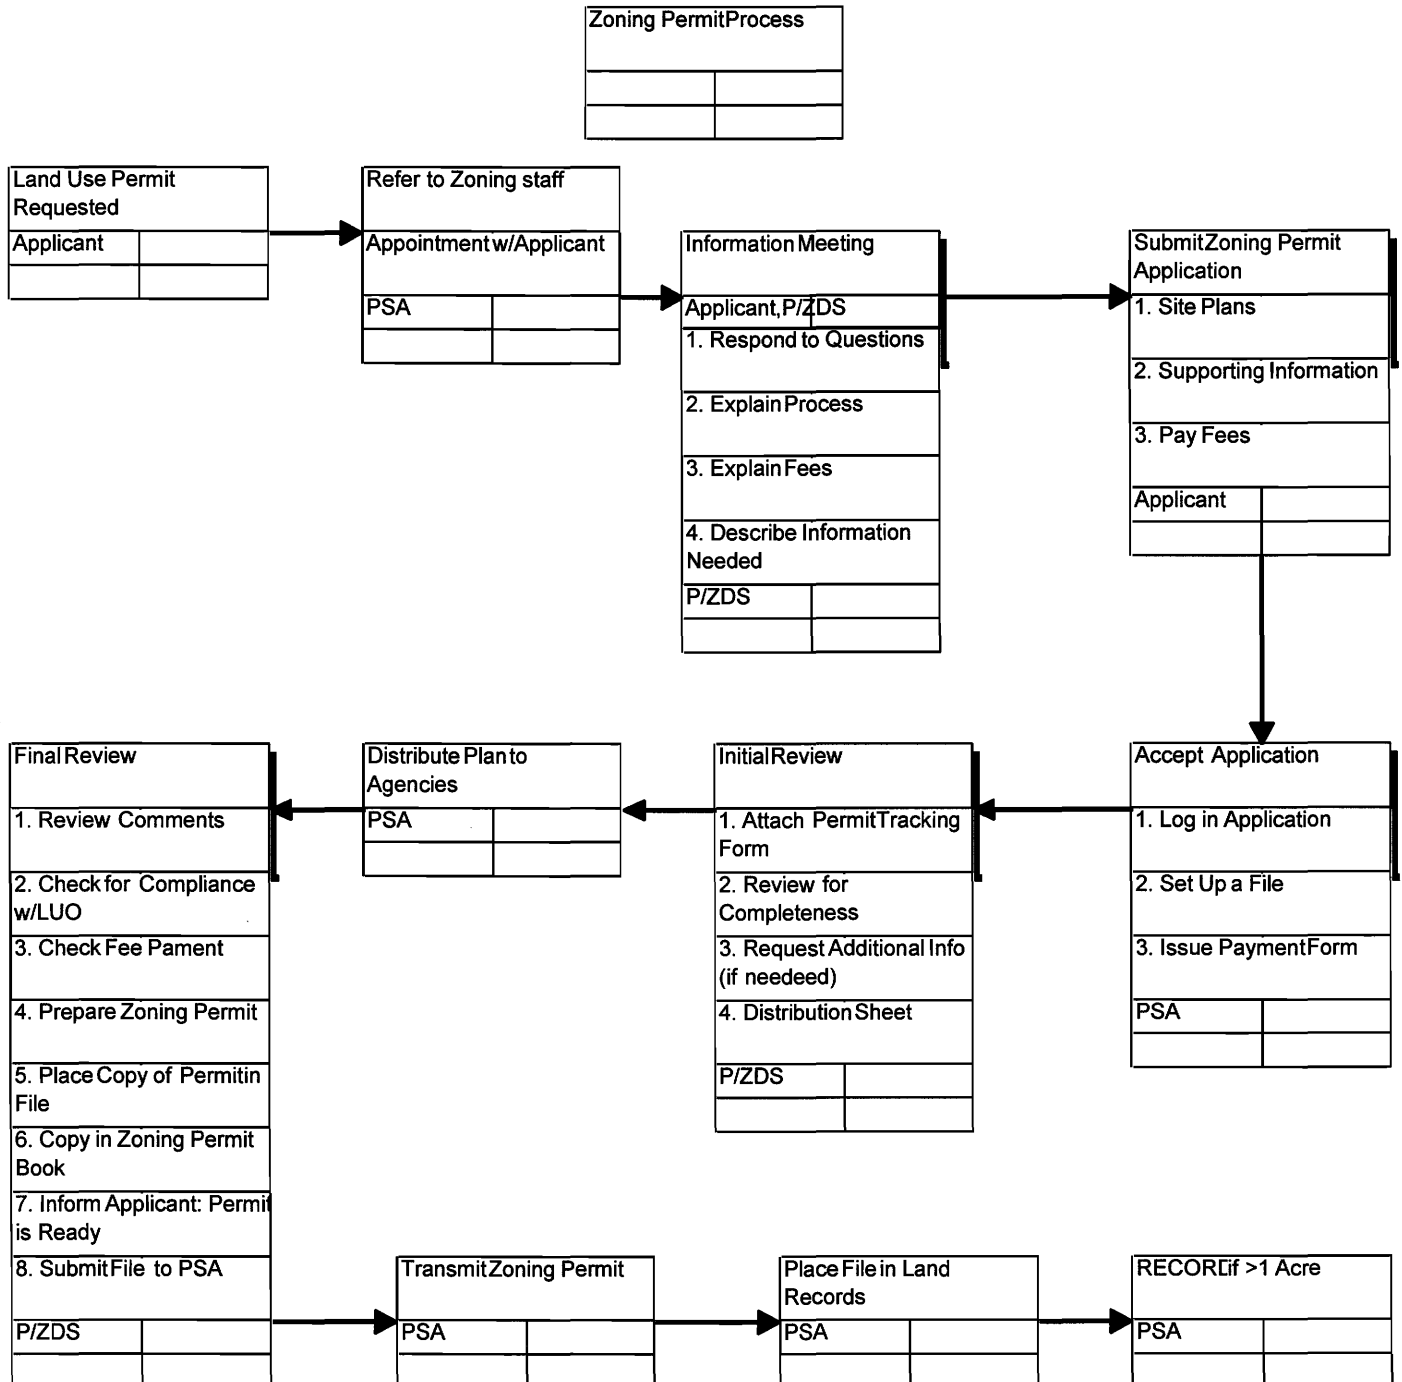 Zoning Permit Process
Land Use Permit
Requested
Applicant
Refer to Zoning staff
Appointment w/Applicant
PSA
Information Meeting
Applicant, P/ZDS
1. Respond to Questions
2. Explain Process
3. Explain Fees
4. Describe Information
Needed
P/ZDS
Submit Zoning Permit
Application
1. Site Plans
2. Supporting Information
3. Pay Fees
Applicant
Accept Application
1. Log in Application
2. Set Up a File
3. Issue Payment Form
PSA
Initial Review
1. Attach Permit Tracking
Form
2. Review for
Completeness
3. Request Additional Info
(if needeed)
4. Distribution Sheet
P/ZDS
Distribute Plan to
Agencies
PSA
Final Review
1. Review Comments
2. Check for Compliance
w/LUO
3. Check Fee Pament
4. Prepare Zoning Permit
5. Place Copy of Permit in
File
6. Copy in Zoning Permit
Book
7. Inform Applicant: Permit
is Ready
8. Submit File to PSA
P/ZDS
Transmit Zoning Permit
PSA
Place File in Land
Records
PSA
RECORD if >1 Acre
PSA